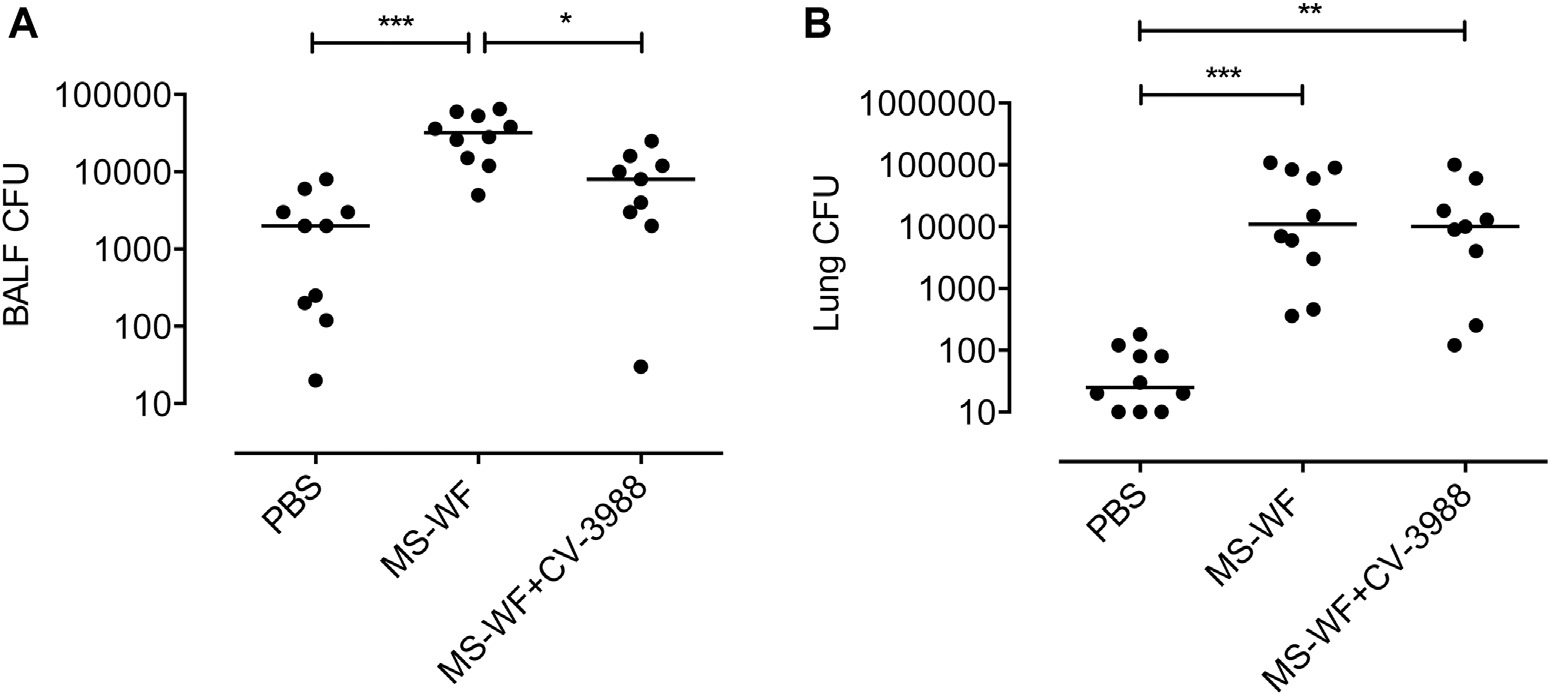 A
*** *
BALF CFU
100000
10000
1000
100
10
PBS
MS-WF
MS-WF+CV-3988
B
**
***
Lung CFU
1000000
100000
10000
1000
100
10
PBS
MS-WF
MS-WF+CV-3988